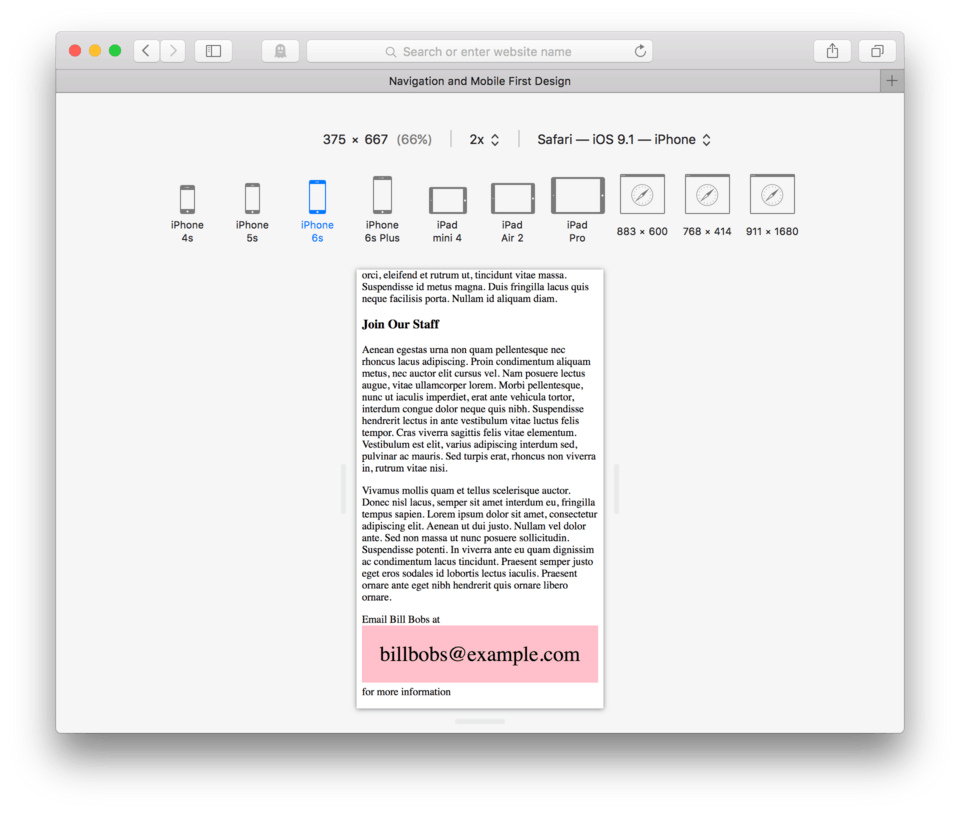 Search or enter website name
Navigation and Mobile First Design
375 × 667 (66%) 2x Safari — iOS 9.1 — iPhone
iPhone 4s
iPhone 5s
iPhone 6s
iPhone 6s Plus
iPad mini 4
iPad Air 2
iPad Pro
883 × 600
768 × 414
911 × 1680
orci, eleifend et rutrum ut, tincidunt vitae massa.
Suspendisse id metus magna. Duis fringilla lacus quis
neque facilisis porta. Nullam id aliquam diam.
Join Our Staff
Aenean egestas urna non quam pellentesque nec
rhoncus lacus adipiscing. Proin condimentum aliquam
metus, nec auctor elit cursus vel. Nam posuere lectus
augue, vitae ullamcorper lorem. Morbi pellentesque,
nunc ut iaculis imperdiet, erat ante vehicula tortor,
interdum congue dolor neque quis nibh. Suspendisse
hendrerit lectus in ante vestibulum vitae luctus felis
tempor. Cras viverra sagittis felis vitae elementum.
Vestibulum est elit, varius adipiscing interdum sed,
pulvinar ac mauris. Sed turpis erat, rhoncus non viverra
in, rutrum vitae nisi.
Vivamus mollis quam et tellus scelerisque auctor.
Donec nisl lacus, semper sit amet interdum eu, fringilla
tempus sapien. Lorem ipsum dolor sit amet, consectetur
adipiscing elit. Aenean ut dui justo. Nullam vel dolor
ante. Sed non massa ut nunc posuere sollicitudin.
Suspendisse potenti. In viverra ante eu quam dignissim
ac condimentum lacus tincidunt. Praesent semper justo
eget eros sodales id lobortis lectus iaculis. Praesent
ornare ante eget nibh hendrerit quis ornare libero
ornare.
Email Bill Bobs at
billbobs@example.com
for more information